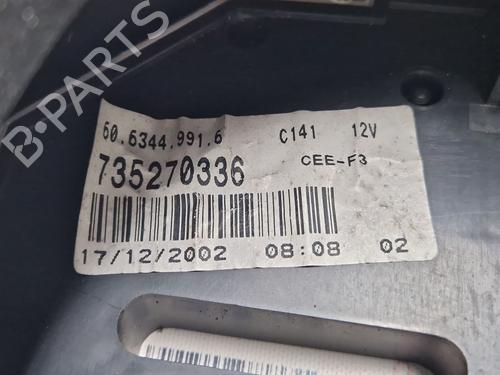 B-PARTS
60.6344.991.6 C141 12V
735270336 CEE-F3
17/12/2002 08:08 02